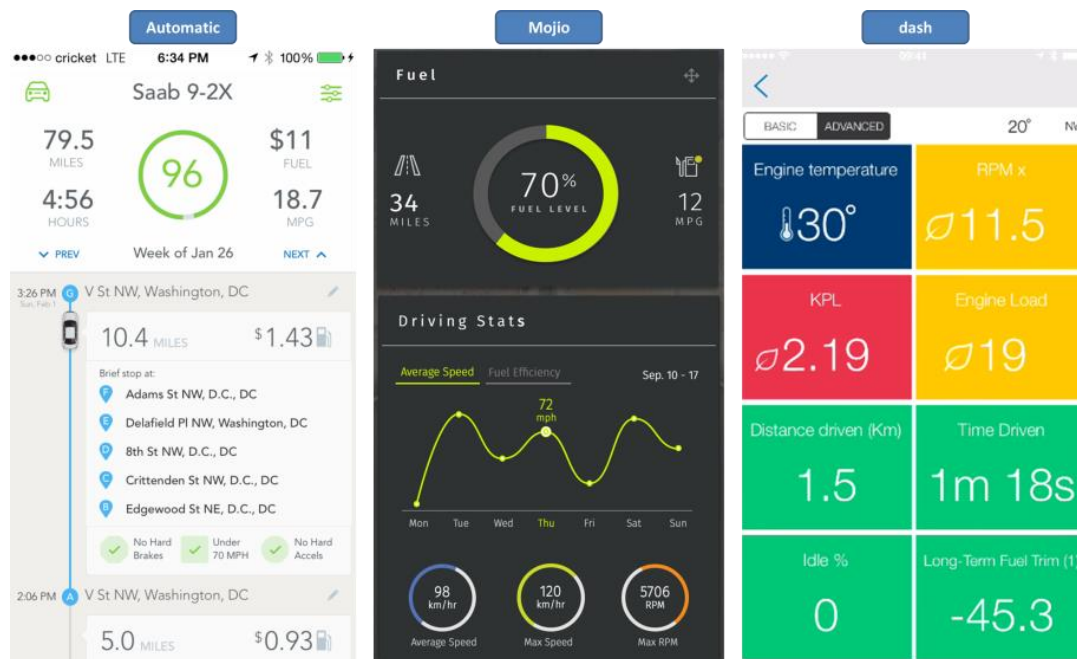 Automatic
Mojio
dash
cricket LTE 6:34 PM 100%
Saab 9-2X
79.5
MILES
96
$11
FUEL
4:56
HOURS
18.7
MPG
PREV
Week of Jan 26
NEXT
3:26 PM
Sun, Feb 1
G
V St NW, Washington, DC
10.4 MILES
$1.43
Brief stop at:
F Adams St NW, D.C., DC
E Delafield Pl NW, Washington, DC
D 8th St NW, D.C., DC
C Crittenden St NW, D.C., DC
B Edgewood St NE, D.C., DC
No Hard
Brakes
Under
70 MPH
No Hard
Accels
2:06 PM
A
V St NW, Washington, DC
5.0 MILES
$0.93
Fuel
34
MILES
70%
FUEL LEVEL
12
MPG
Driving Stats
Average Speed
Fuel Efficiency
Sep. 10 - 17
72
mph
Mon Tue Wed Thu Fri Sat Sun
98
km/hr
Average Speed
120
km/hr
Max Speed
5706
RPM
Max RPM
09:41
BASIC
ADVANCED
20°
Engine temperature
30°
RPM x
11.5
KPL
2.19
Engine Load
19
Distance driven (Km)
1.5
Time Driven
1m 18s
Idle %
0
Long-Term Fuel Trim (1)
-45.3